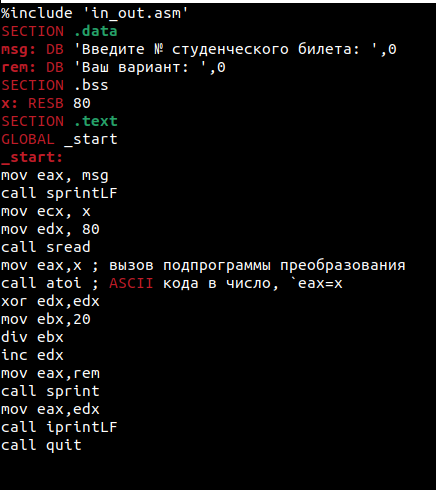 %include 'in_out.asm'
SECTION .data
msg: DB 'Введите № студенческого билета: ',0
rem: DB 'Ваш вариант: ',0
SECTION .bss
x: RESB 80
SECTION .text
GLOBAL _start
_start:
mov eax, msg
call sprintLF
mov ecx, x
mov edx, 80
call sread
mov eax,x ; вызов подпрограммы преобразования
call atoi ; ASCII кода в число, `eax=x
xor edx,edx
mov ebx,20
div ebx
inc edx
mov eax,rem
call sprint
mov eax,edx
call iprintLF
call quit